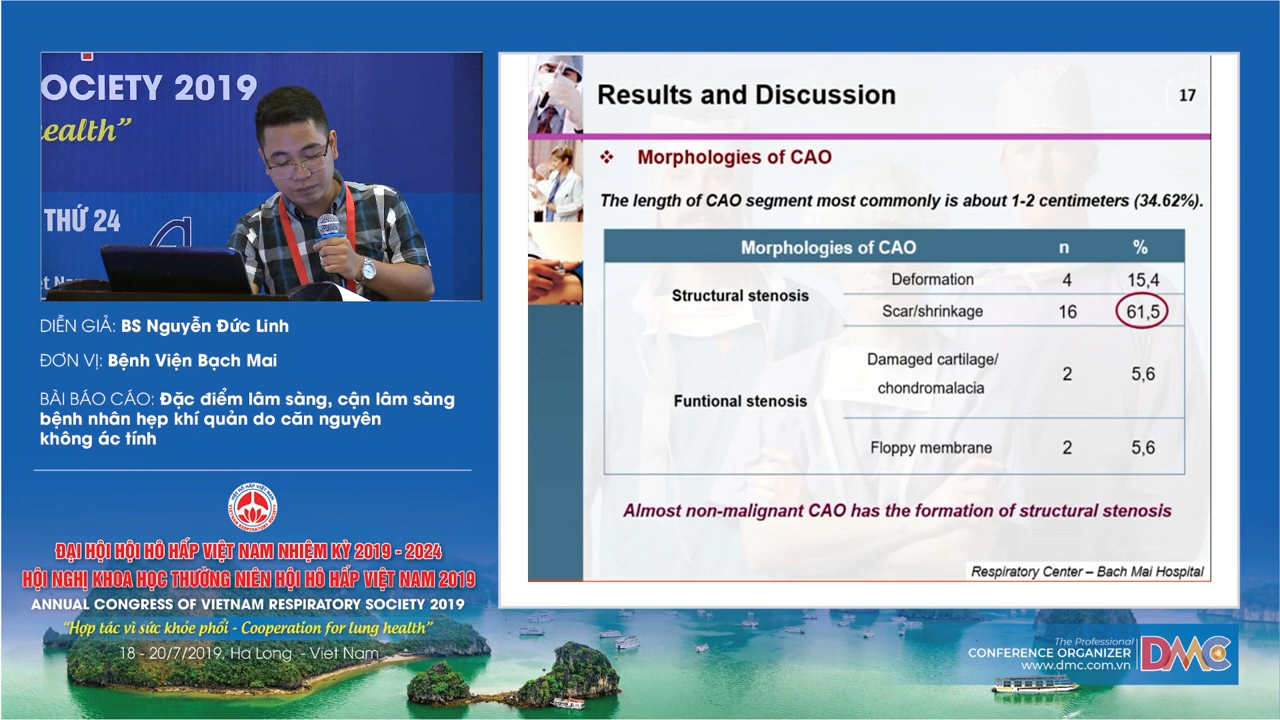 OCIETY 2019
ealth”
THỨ 24
DIỄN GIẢ: BS Nguyễn Đức Linh
ĐƠN VỊ: Bệnh Viện Bạch Mai
BÀI BÁO CÁO: Đặc điểm lâm sàng, cận lâm sàng
bệnh nhân hẹp khí quản do căn nguyên
không ác tính
ĐẠI HỘI HỘI HÔ HẤP VIỆT NAM NHIỆM KỲ 2019 - 2024
HỘI NGHỊ KHOA HỌC THƯỜNG NIÊN HỘI HÔ HẤP VIỆT NAM 2019
ANNUAL CONGRESS OF VIETNAM RESPIRATORY SOCIETY 2019
“Hợp tác vì sức khỏe phổi - Cooperation for lung health”
18 - 20/7/2019, Ha Long - Viet Nam
Results and Discussion
17
❖ Morphologies of CAO
The length of CAO segment most commonly is about 1-2 centimeters (34.62%).
Morphologies of CAO n %
Structural stenosis
Deformation 4 15,4
Scar/shrinkage 16 61,5
Funtional stenosis
Damaged cartilage/
chondromalacia 2 5,6
Floppy membrane 2 5,6
Almost non-malignant CAO has the formation of structural stenosis
Respiratory Center – Bach Mai Hospital
The Professional
CONFERENCE ORGANIZER
www.dmc.com.vn
DMC